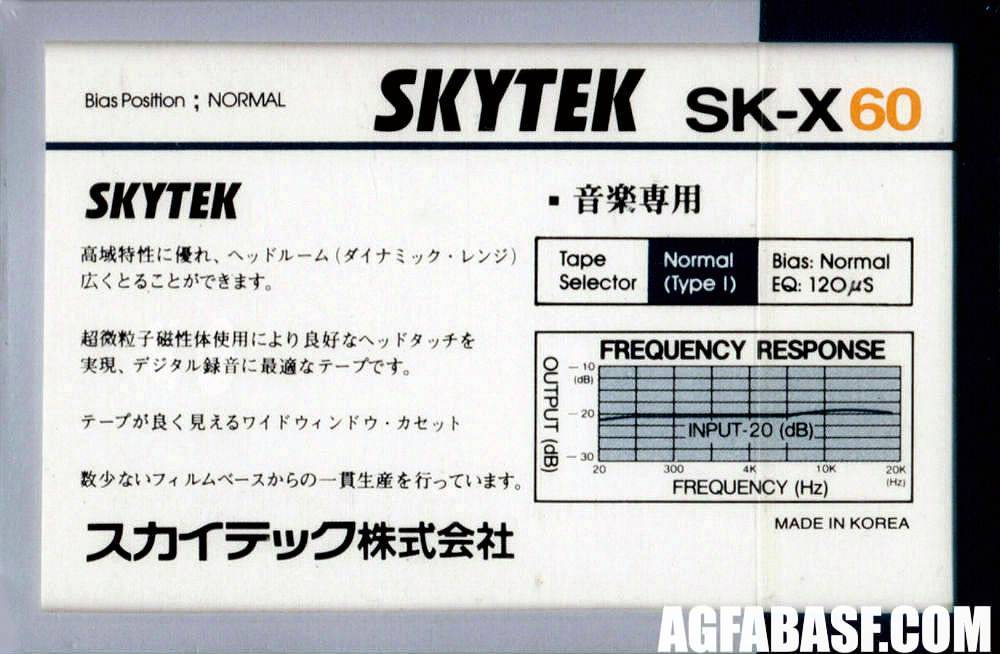 Bias Position ; NORMAL
SKYTEK SK-X60
SKYTEK
高域特性に優れ、ヘッドルーム(ダイナミック・レンジ)
広くとることができます。
超微粒子磁性体使用により良好なヘッドタッチを
実現、デジタル録音に最適なテープです。
テープが良く見えるワイドウィンドウ・カセット
数少ないフィルムベースからの一貫生産を行っています。
スカイテック株式会社
▪ 音楽専用
Tape Selector
Normal (Type I)
Bias: Normal
EQ: 120μS
FREQUENCY RESPONSE
OUTPUT (dB)
-10
(dB)
-20
-30
INPUT-20 (dB)
20 300 4K 10K 20K
(Hz)
FREQUENCY (Hz)
MADE IN KOREA
AGFABASF.COM